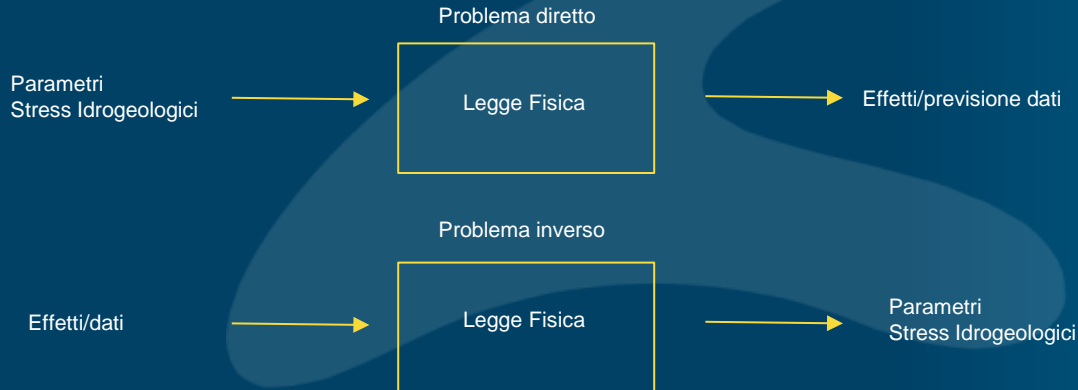 Problema diretto
Parametri
Stress Idrogeologici
Legge Fisica
Effetti/previsione dati
Problema inverso
Effetti/dati
Legge Fisica
Parametri
Stress Idrogeologici